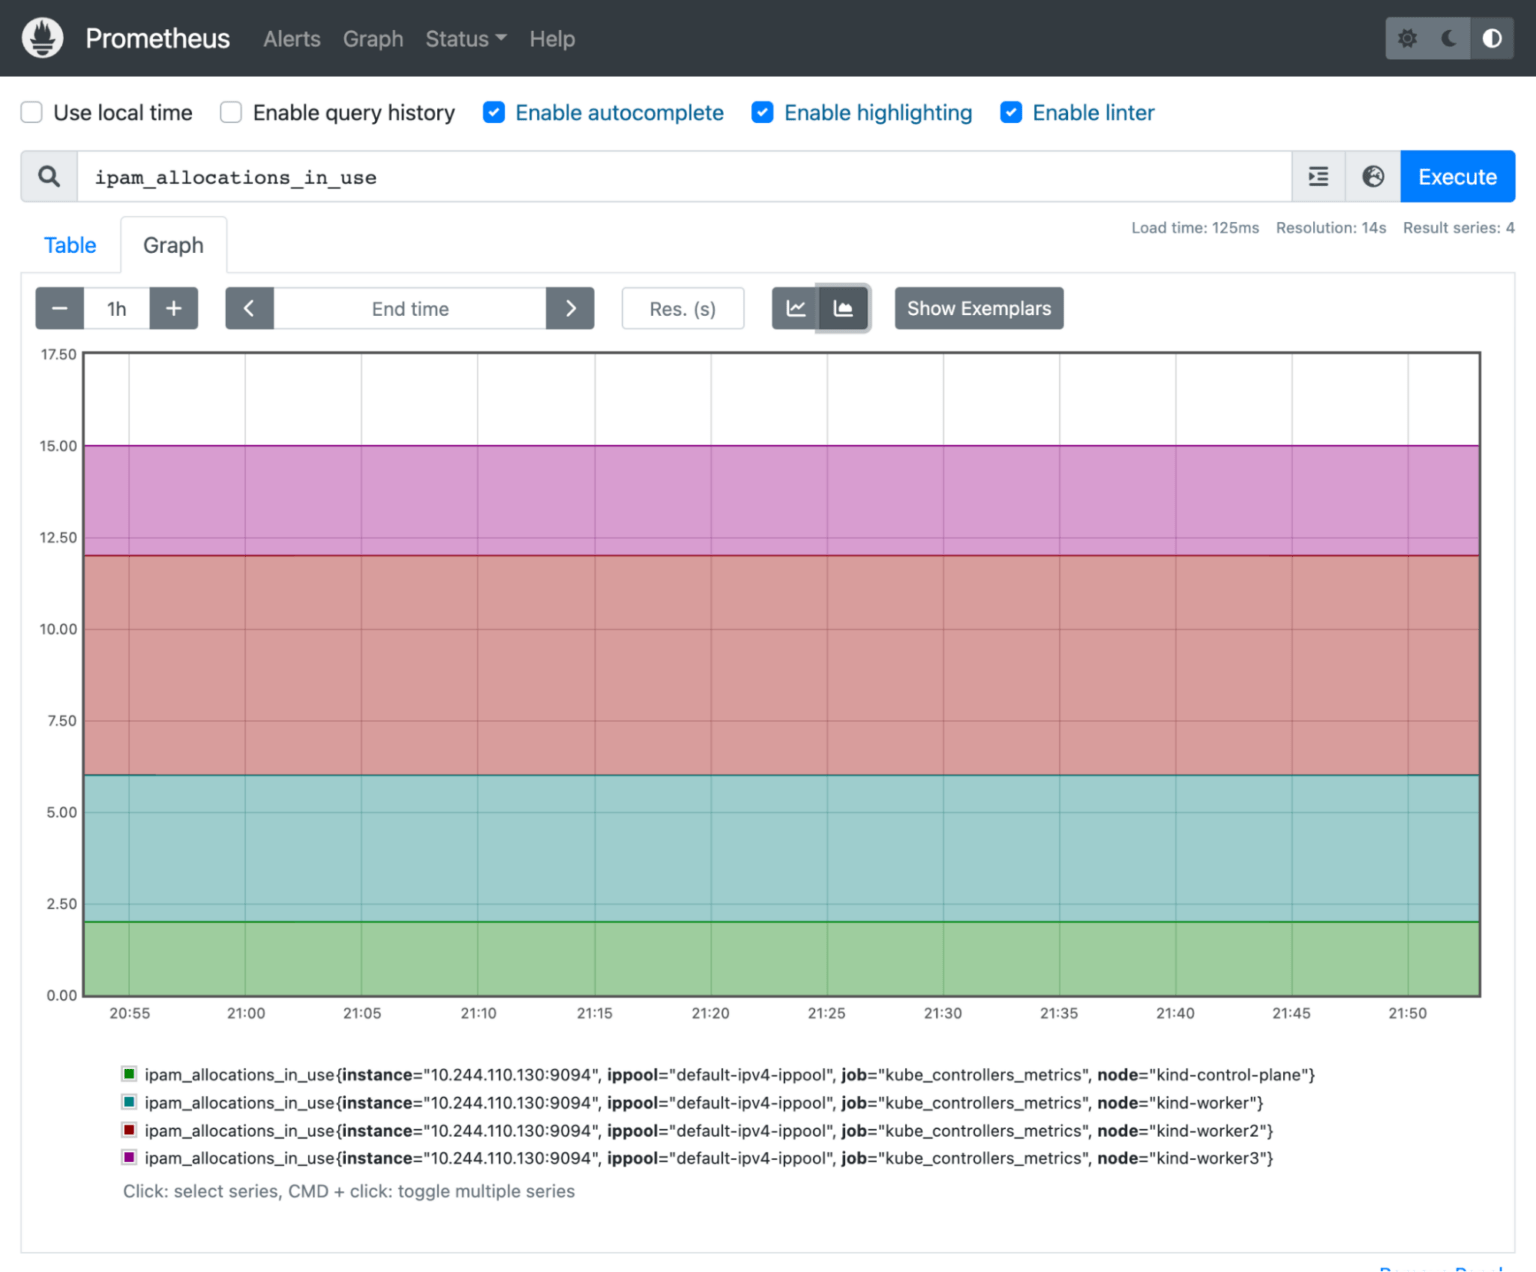 Prometheus Alerts Graph Status Help
Use local time Enable query history Enable autocomplete Enable highlighting Enable linter
ipam_allocations_in_use Execute
Table Graph Load time: 125ms Resolution: 14s Result series: 4
1h End time Res. (s) Show Exemplars
17.50
15.00
12.50
10.00
7.50
5.00
2.50
0.00
20:55 21:00 21:05 21:10 21:15 21:20 21:25 21:30 21:35 21:40 21:45 21:50
ipam_allocations_in_use{instance="10.244.110.130:9094", ippool="default-ipv4-ippool", job="kube_controllers_metrics", node="kind-control-plane"}
ipam_allocations_in_use{instance="10.244.110.130:9094", ippool="default-ipv4-ippool", job="kube_controllers_metrics", node="kind-worker"}
ipam_allocations_in_use{instance="10.244.110.130:9094", ippool="default-ipv4-ippool", job="kube_controllers_metrics", node="kind-worker2"}
ipam_allocations_in_use{instance="10.244.110.130:9094", ippool="default-ipv4-ippool", job="kube_controllers_metrics", node="kind-worker3"}
Click: select series, CMD + click: toggle multiple series